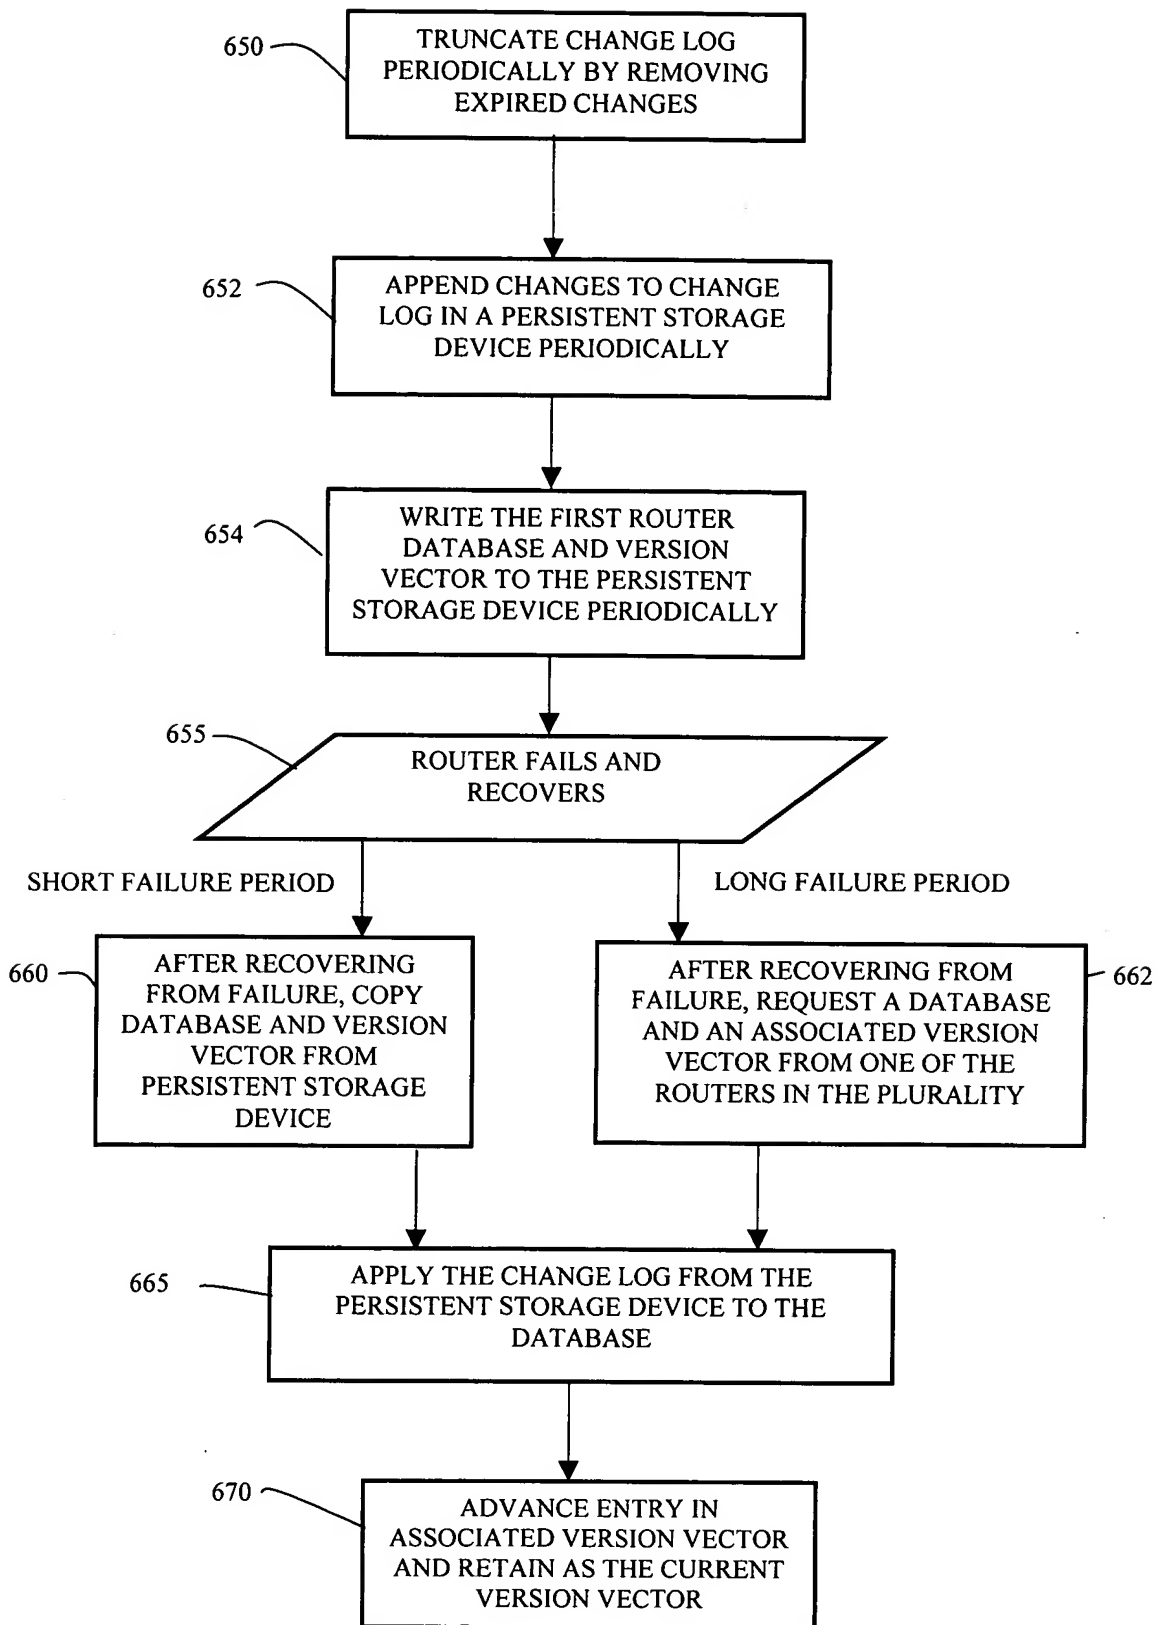 650
TRUNCATE CHANGE LOG
PERIODICALLY BY REMOVING
EXPIRED CHANGES
652
APPEND CHANGES TO CHANGE
LOG IN A PERSISTENT STORAGE
DEVICE PERIODICALLY
654
WRITE THE FIRST ROUTER
DATABASE AND VERSION
VECTOR TO THE PERSISTENT
STORAGE DEVICE PERIODICALLY
655
ROUTER FAILS AND
RECOVERS
SHORT FAILURE PERIOD
LONG FAILURE PERIOD
660
AFTER RECOVERING
FROM FAILURE, COPY
DATABASE AND VERSION
VECTOR FROM
PERSISTENT STORAGE
DEVICE
662
AFTER RECOVERING FROM
FAILURE, REQUEST A DATABASE
AND AN ASSOCIATED VERSION
VECTOR FROM ONE OF THE
ROUTERS IN THE PLURALITY
665
APPLY THE CHANGE LOG FROM THE
PERSISTENT STORAGE DEVICE TO THE
DATABASE
670
ADVANCE ENTRY IN
ASSOCIATED VERSION VECTOR
AND RETAIN AS THE CURRENT
VERSION VECTOR